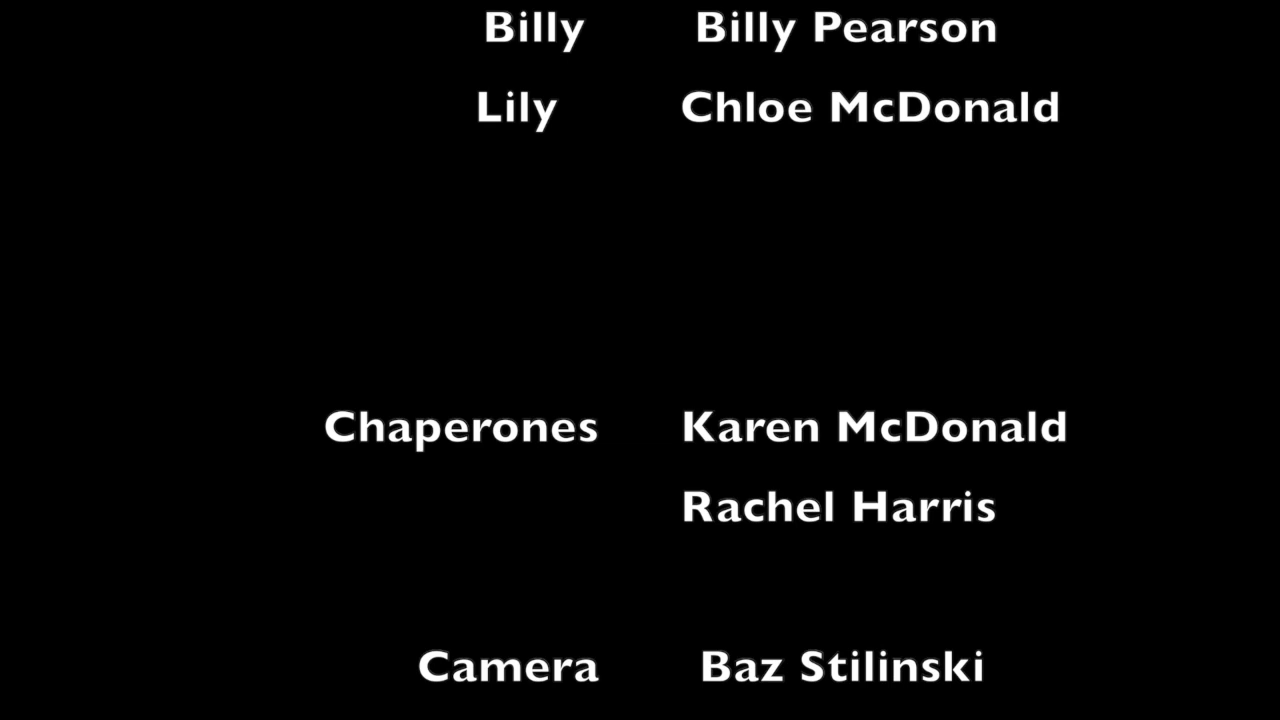 Billy Billy Pearson
Lily Chloe McDonald
Chaperones Karen McDonald
Rachel Harris
Camera Baz Stilinski